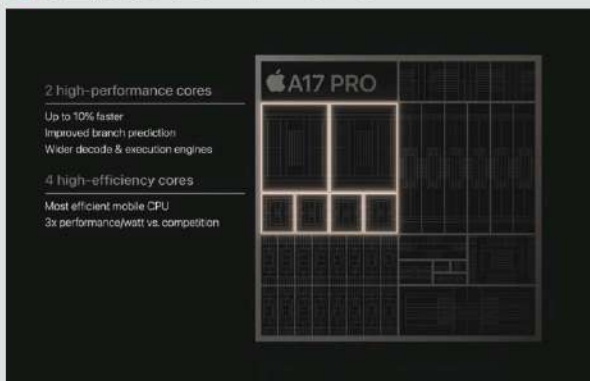 A17 PRO
2 high-performance cores
Up to 10% faster
Improved branch prediction
Wider decode & execution engines
4 high-efficiency cores
Most efficient mobile CPU
3x performance/watt vs. competition